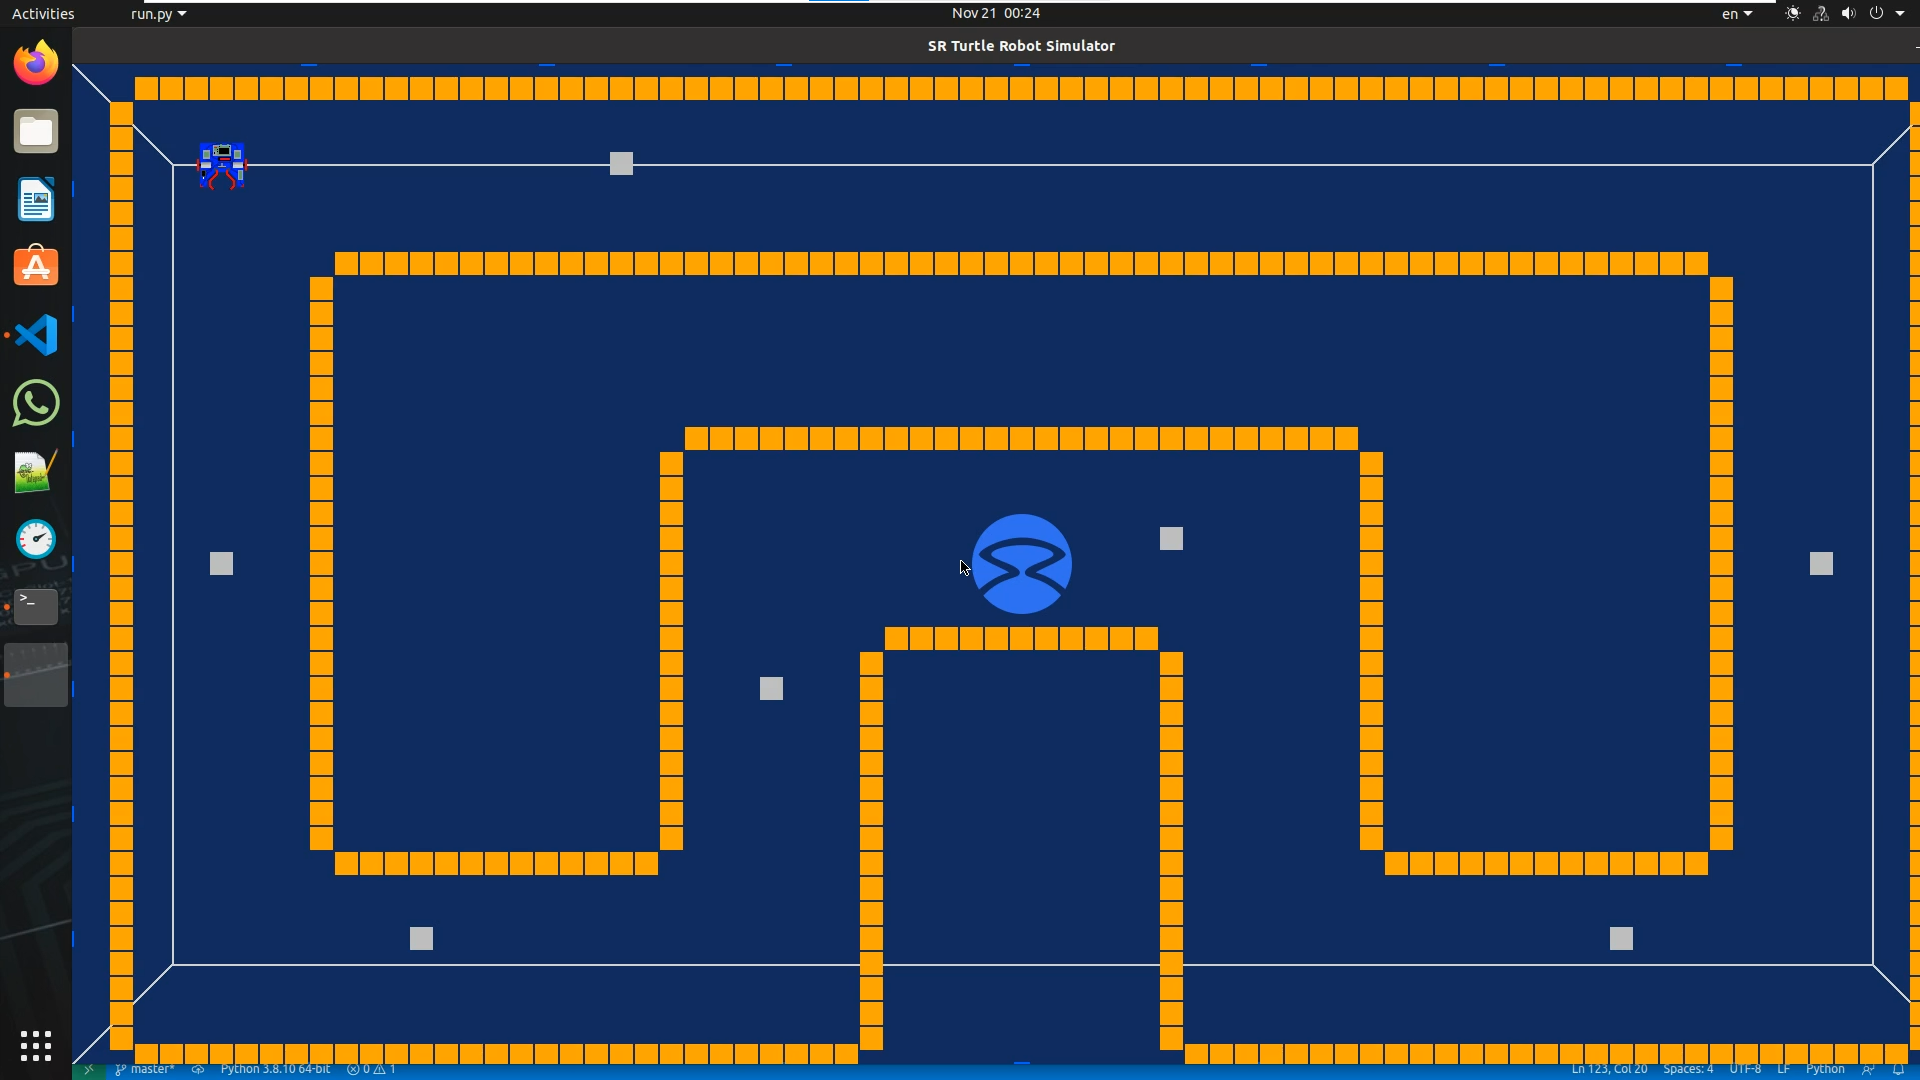 Activities
run.py
Nov 21 00:24
en
SR Turtle Robot Simulator
master*
Python 3.8.10 64-bit
0
1
Ln 123, Col 20
Spaces: 4
UTF-8
LF
Python